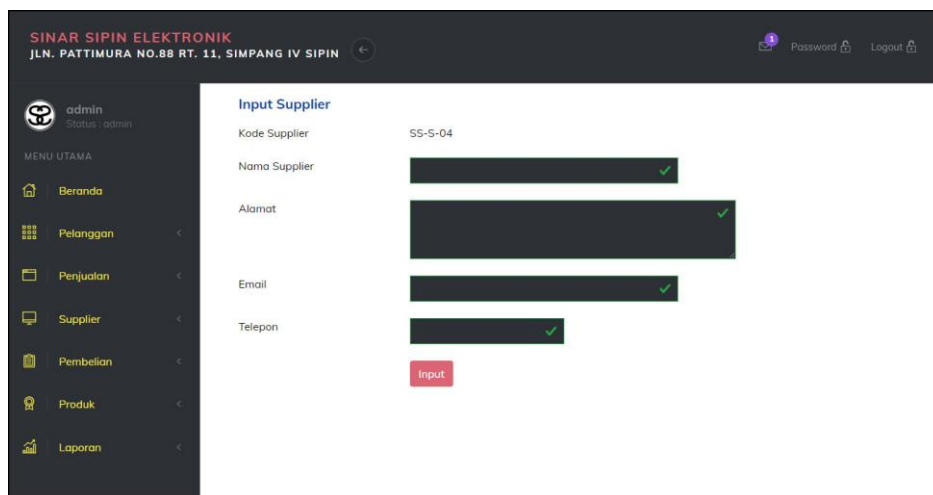 SINAR SIPIN ELEKTRONIK
JLN. PATTIMURA NO.88 RT. 11, SIMPANG IV SIPIN
1
Password
Logout
admin
Status : admin
MENU UTAMA
Beranda
Pelanggan
Penjualan
Supplier
Pembelian
Produk
Laporan
Input Supplier
Kode Supplier SS-S-04
Nama Supplier
Alamat
Email
Telepon
Input